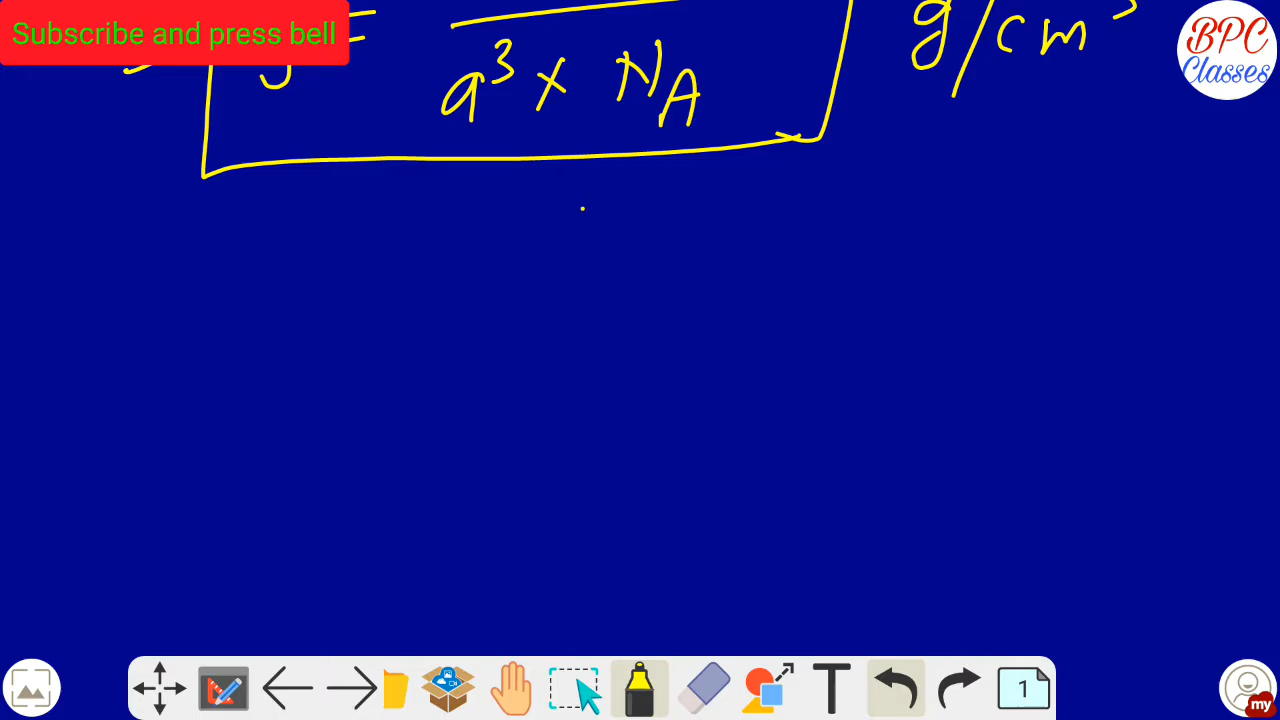 Subscribe and press bell
=
g/cm³
BPC
Classes
a³ × N_A
T
1
my